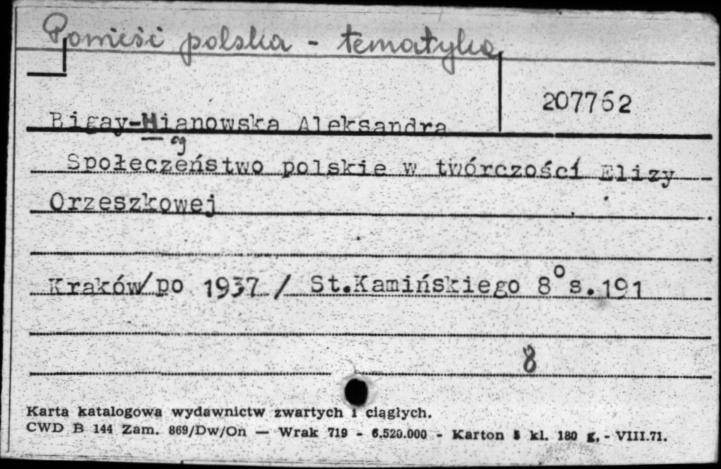 Powieść polska - tematyka
207762
Bigay-Mianowska Aleksandra
Społeczeństwo polskie w twórczości Elizy
Orzeszkowej
Kraków/po 1937 / St.Kamińskiego 8° s.191
8
Karta katalogowa wydawnictw zwartych i ciągłych.
CWD B 144 Zam. 869/Dw/On — Wrak 719 - 6.520.000 - Karton 5 kl. 180 g. - VIII.71.